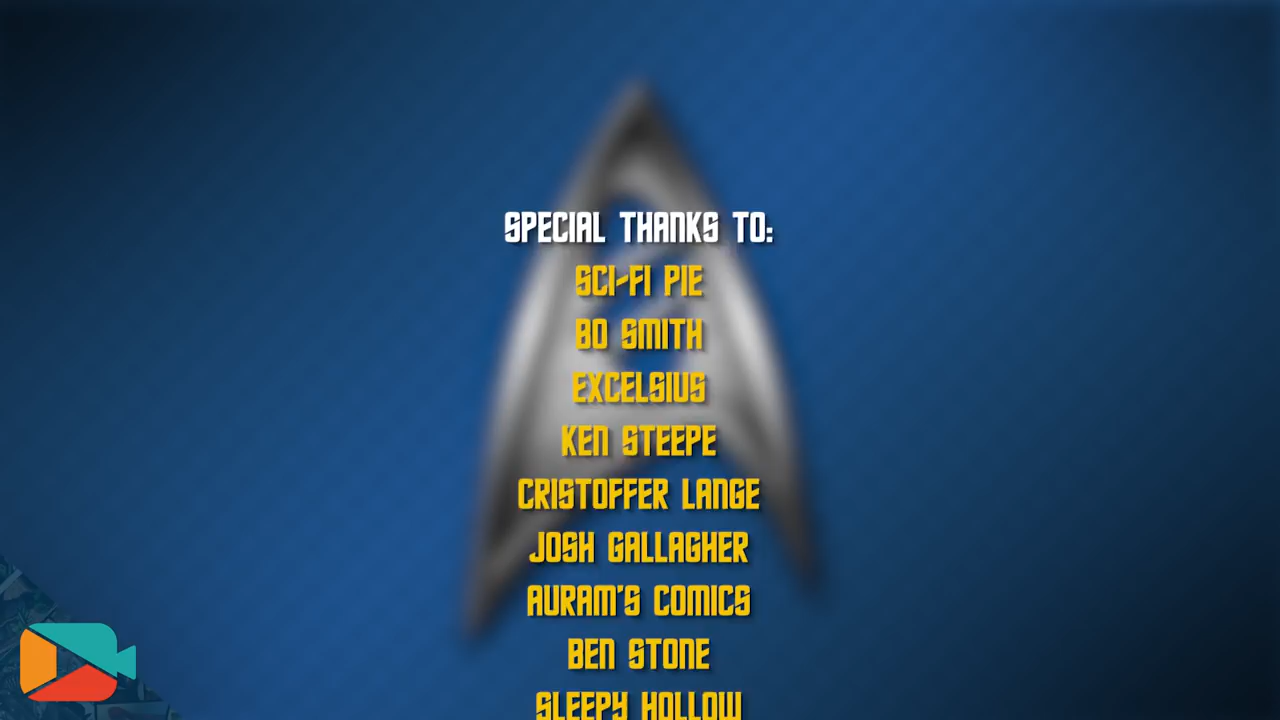 SPECIAL THANKS TO:
SCI-FI PIE
BO SMITH
EXCELSIUS
KEN STEEPE
CRISTOFFER LANGE
JOSH GALLAGHER
AURAM'S COMICS
BEN STONE
SLEEPY HOLLOW